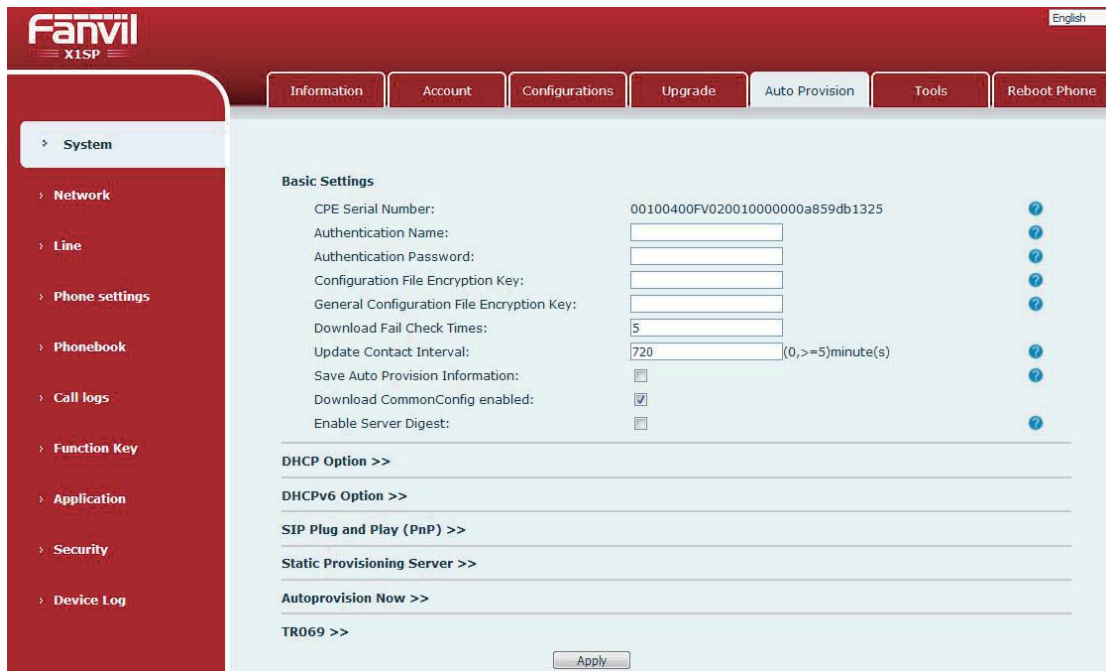 English
Fanvil
X1SP
Information Account Configurations Upgrade Auto Provision Tools Reboot Phone
› System
› Network
› Line
› Phone settings
› Phonebook
› Call logs
› Function Key
› Application
› Security
› Device Log
Basic Settings
CPE Serial Number: 00100400FV020010000000a859db1325 ?
Authentication Name: ?
Authentication Password: ?
Configuration File Encryption Key: ?
General Configuration File Encryption Key: ?
Download Fail Check Times: 5
Update Contact Interval: 720 (0,>=5)minute(s) ?
Save Auto Provision Information: ?
Download CommonConfig enabled:
Enable Server Digest: ?
DHCP Option >>
DHCPv6 Option >>
SIP Plug and Play (PnP) >>
Static Provisioning Server >>
Autoprovision Now >>
TR069 >>
Apply